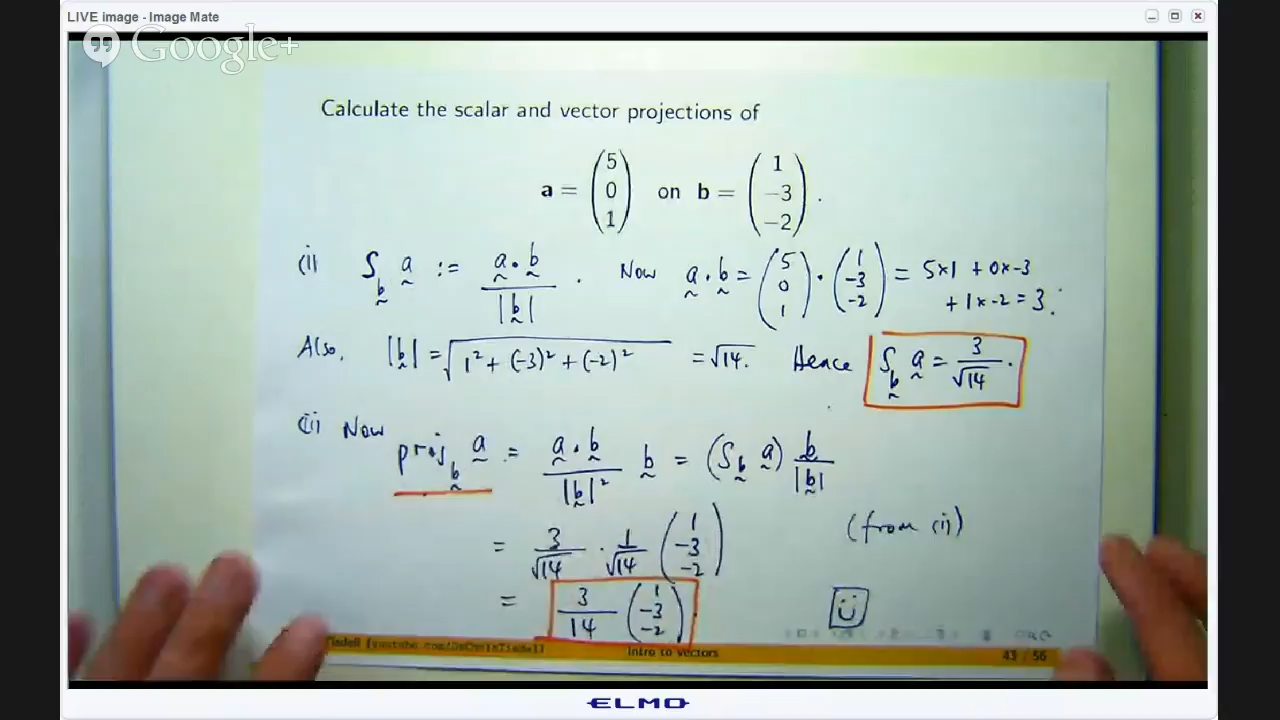 LIVE image - Image Mate
Google+
Calculate the scalar and vector projections of
a = (5 0 1) on b = (1 -3 -2).
(i) S_b a := a·b / |b| . Now a·b = (5 0 1) · (1 -3 -2) = 5×1 + 0×-3
+ 1×-2 = 3.
Also, |b| = √(1² + (-3)² + (-2)²) = √14. Hence S_b a = 3/√14.
(ii) Now
proj_b a := a·b / |b|² b = (S_b a) b / |b|
= 3/√14 · 1/√14 (1 -3 -2) (from (i))
= 3/14 (1 -3 -2)
Intro to vectors
43 / 56
ELMO